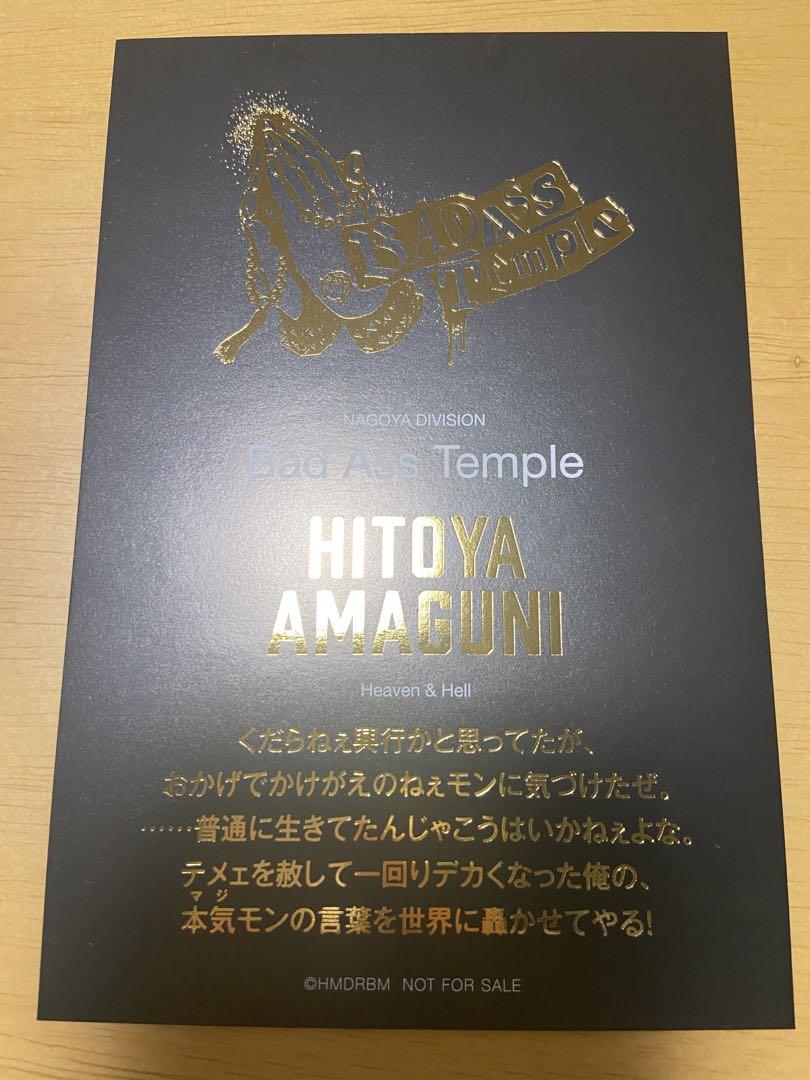 BADASS
Temple
NAGOYA DIVISION
Bad Ass Temple
HITOYA
AMAGUNI
Heaven & Hell
くだらねぇ興行かと思ってたが、
おかげでかけがえのねぇモンに気づけたぜ。
……普通に生きてたんじゃこうはいかねぇよな。
テメェを赦して一回りデカくなった俺の、
マジ
本気モンの言葉を世界に轟かせてやる!
©HMDRBM NOT FOR SALE